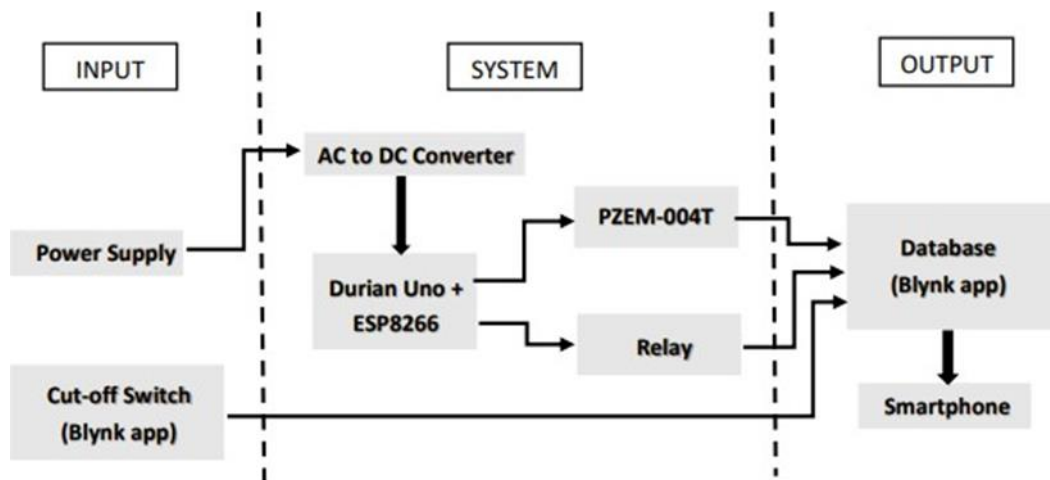 INPUT
SYSTEM
OUTPUT
AC to DC Converter
Power Supply
PZEM-004T
Durian Uno +
ESP8266
Relay
Database
(Blynk app)
Cut-off Switch
(Blynk app)
Smartphone